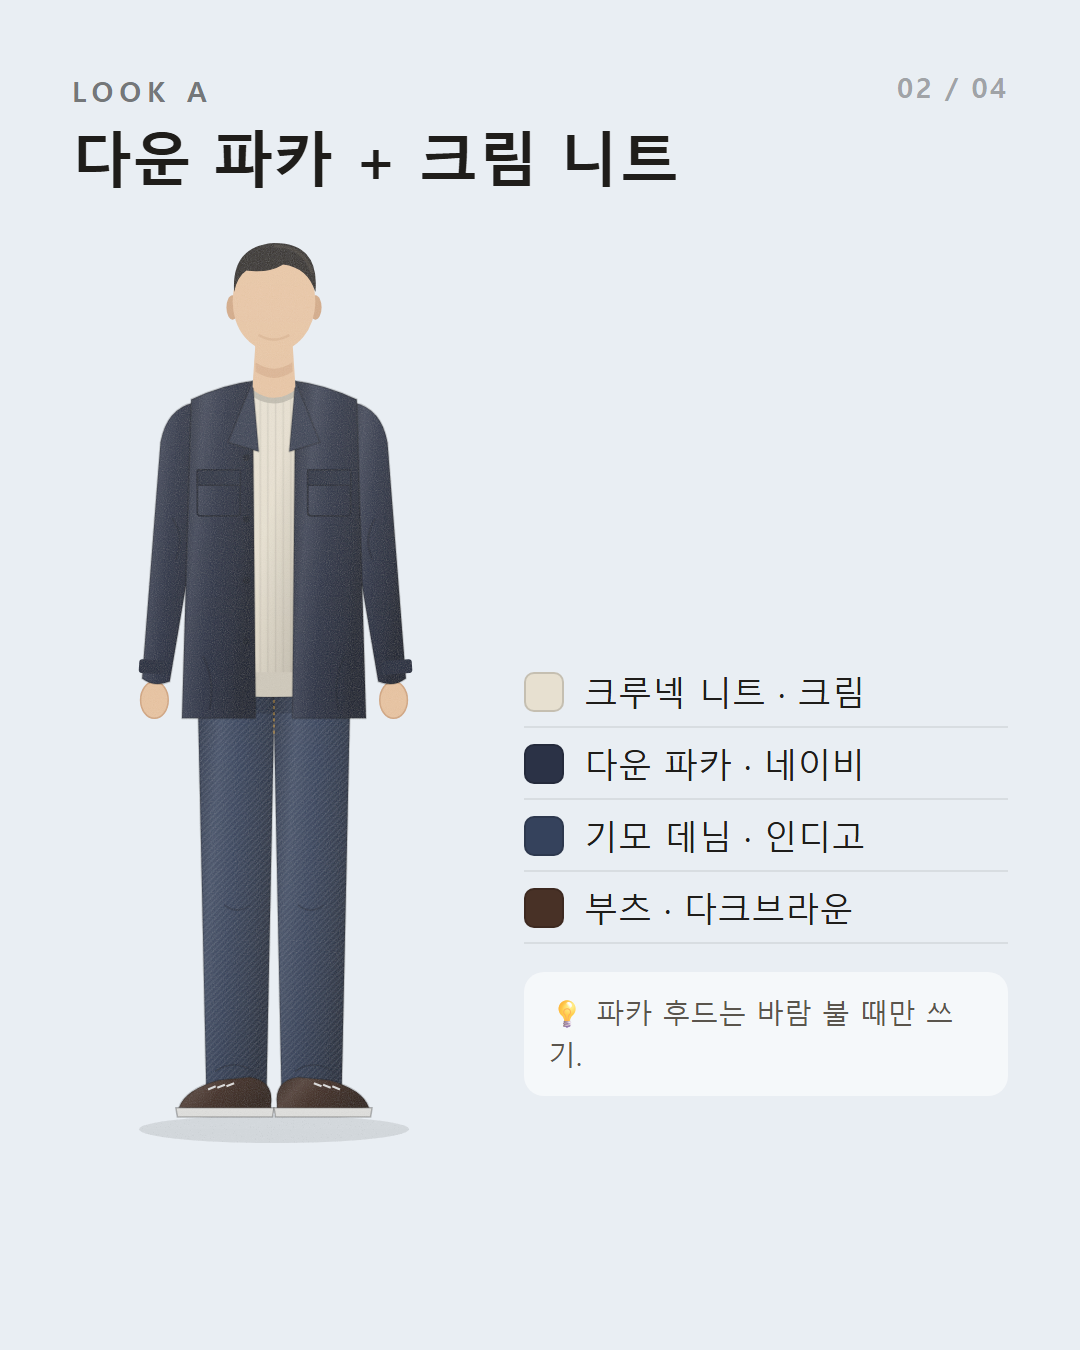 LOOK A
02 / 04
다운 파카 + 크림 니트
크루넥 니트 · 크림
다운 파카 · 네이비
기모 데님 · 인디고
부츠 · 다크브라운
💡 파카 후드는 바람 불 때만 쓰
기.